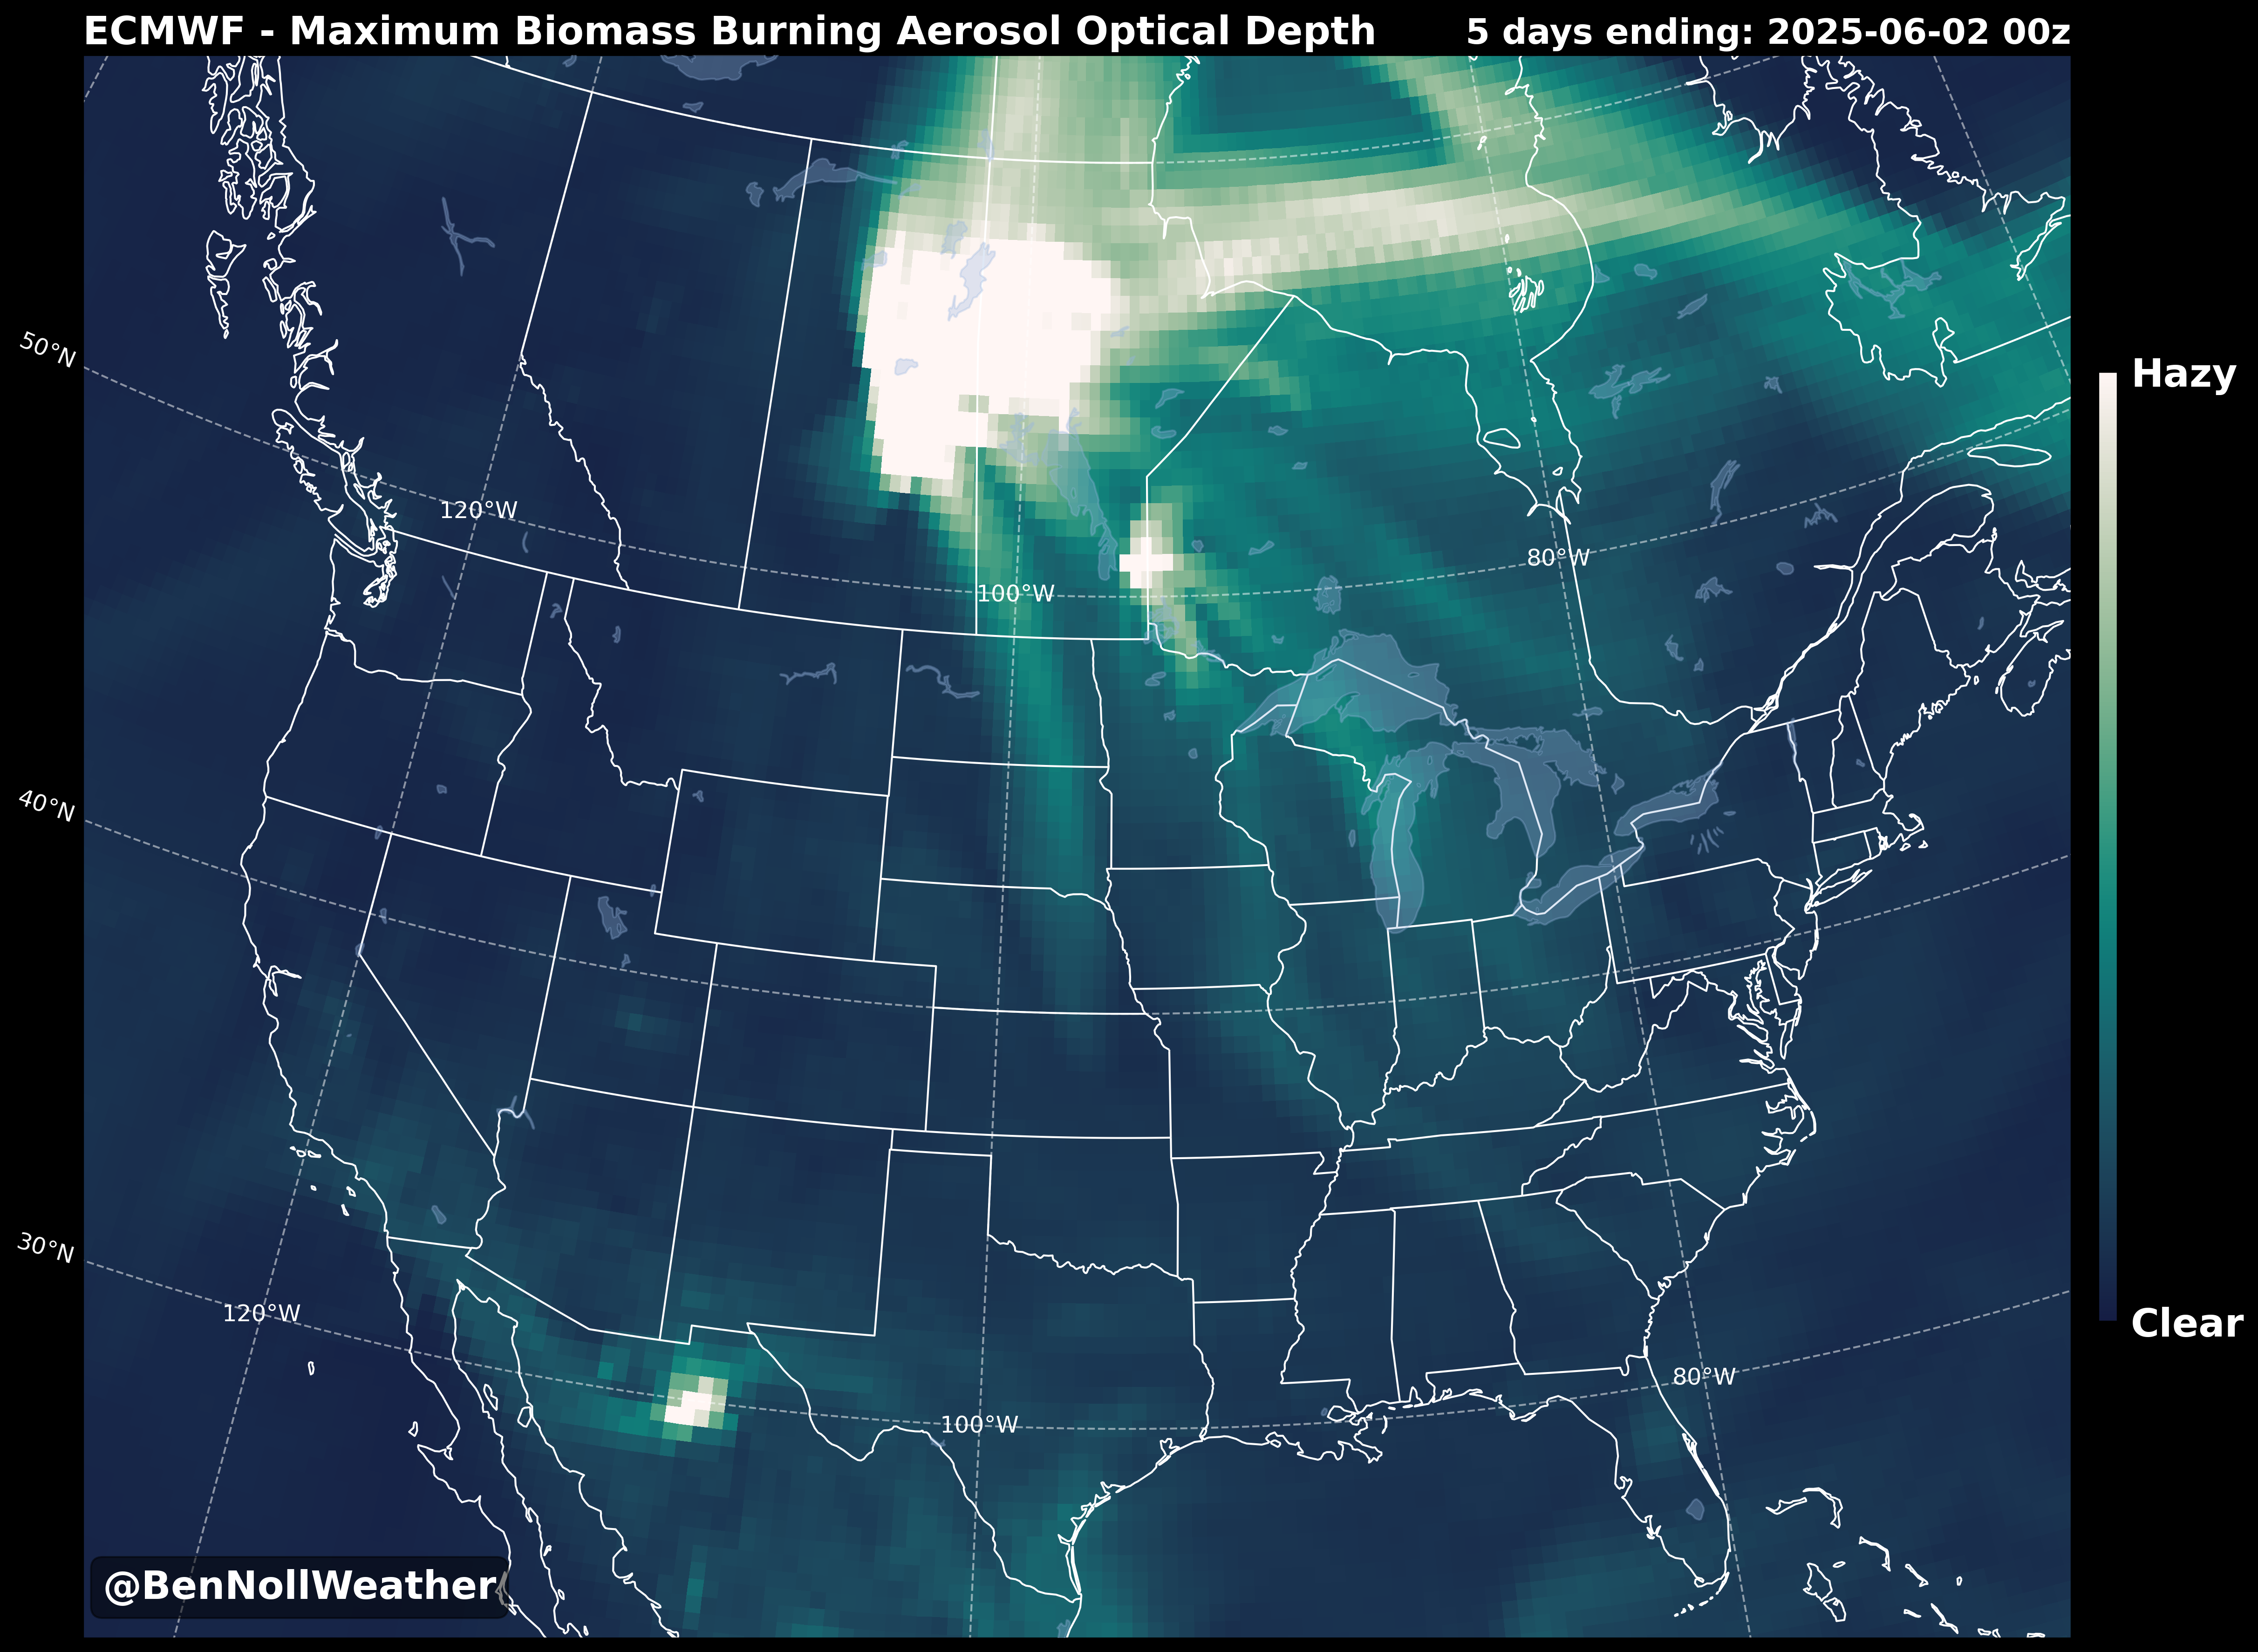 ECMWF - Maximum Biomass Burning Aerosol Optical Depth
5 days ending: 2025-06-02 00z
50°N
Hazy
120°W
80°W
100°W
40°N
30°N
120°W
Clear
80°W
100°W
@BenNollWeather